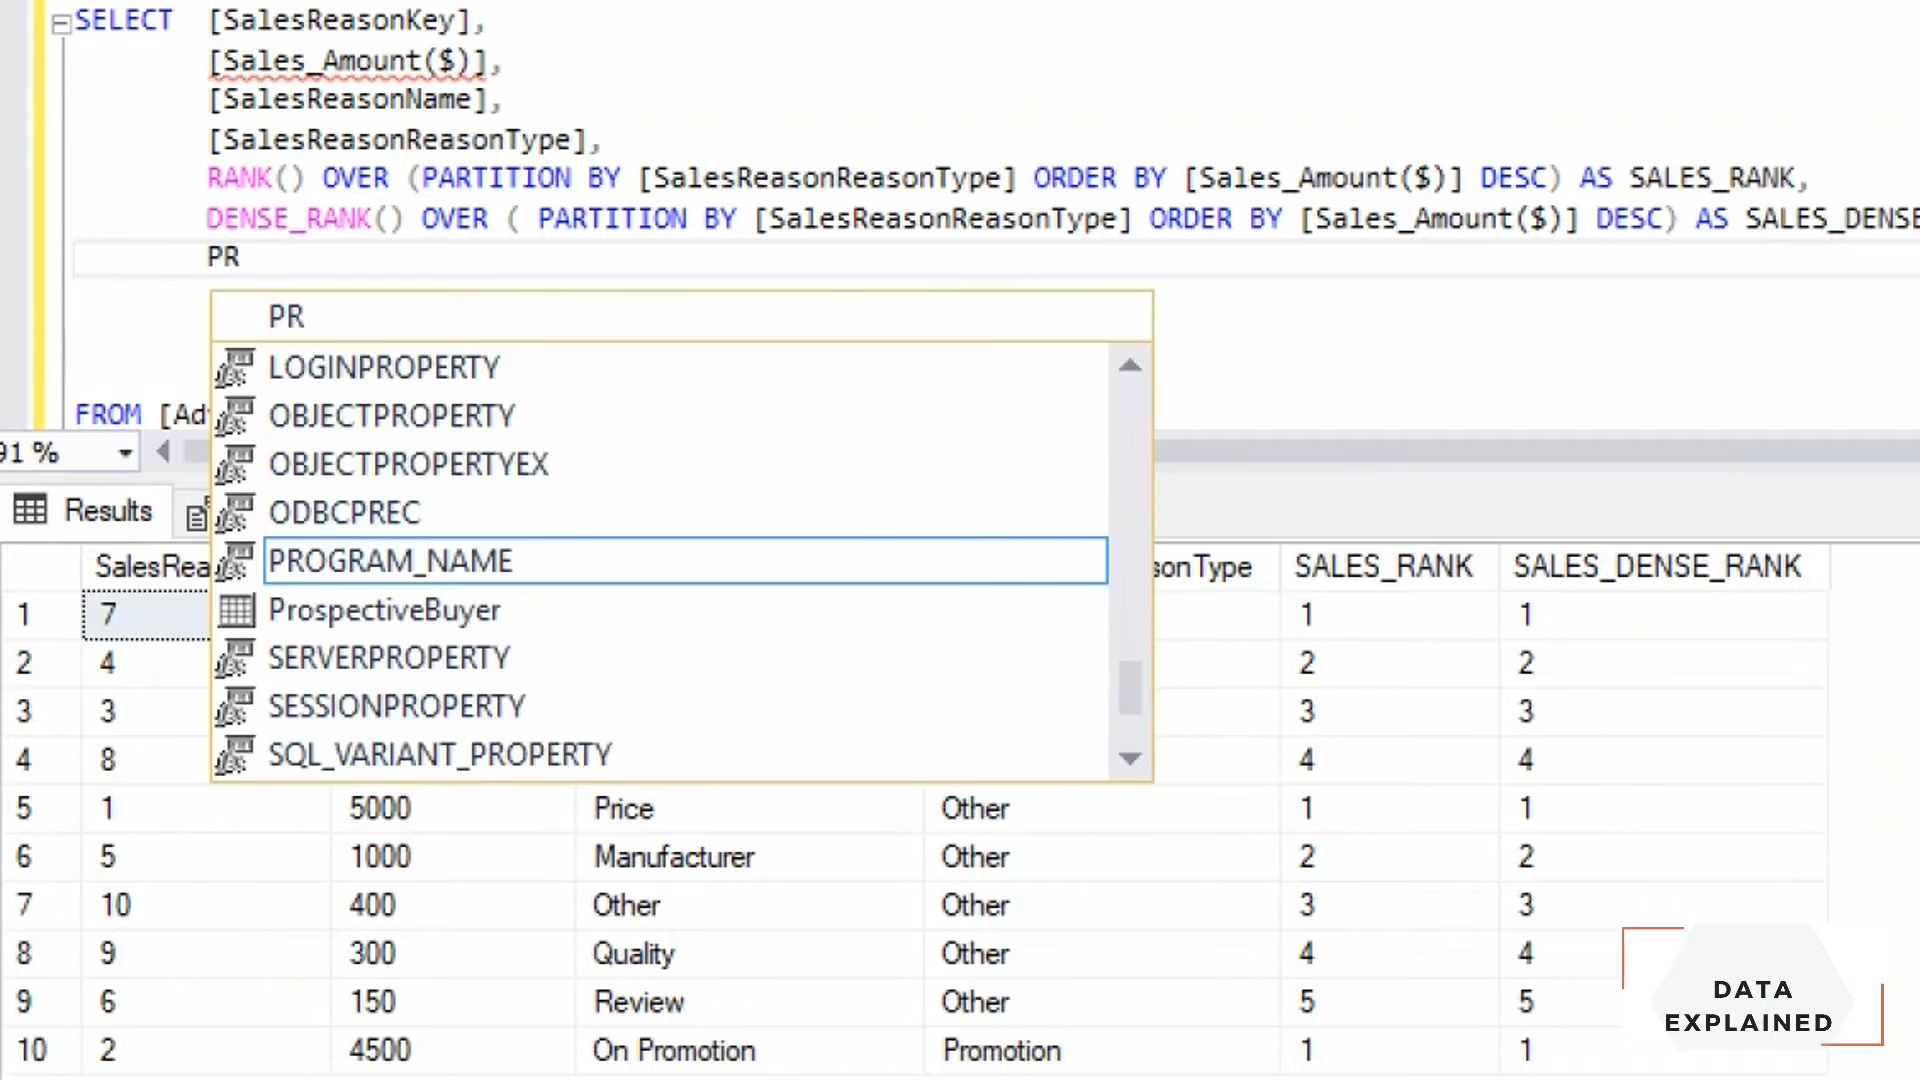 SELECT [SalesReasonKey],
[Sales_Amount($)],
[SalesReasonName],
[SalesReasonReasonType],
RANK() OVER (PARTITION BY [SalesReasonReasonType] ORDER BY [Sales_Amount($)] DESC) AS SALES_RANK,
DENSE_RANK() OVER ( PARTITION BY [SalesReasonReasonType] ORDER BY [Sales_Amount($)] DESC) AS SALES_DENSE
PR
PR
LOGINPROPERTY
OBJECTPROPERTY
OBJECTPROPERTYEX
ODBCPREC
PROGRAM_NAME
ProspectiveBuyer
SERVERPROPERTY
SESSIONPROPERTY
SQL_VARIANT_PROPERTY
FROM [Ad
91 %
Results
SalesRea sonType SALES_RANK SALES_DENSE_RANK
1 7 1 1
2 4 2 2
3 3 3 3
4 8 4 4
5 1 5000 Price Other 1 1
6 5 1000 Manufacturer Other 2 2
7 10 400 Other Other 3 3
8 9 300 Quality Other 4 4
9 6 150 Review Other 5 5
10 2 4500 On Promotion Promotion 1 1
DATA
EXPLAINED